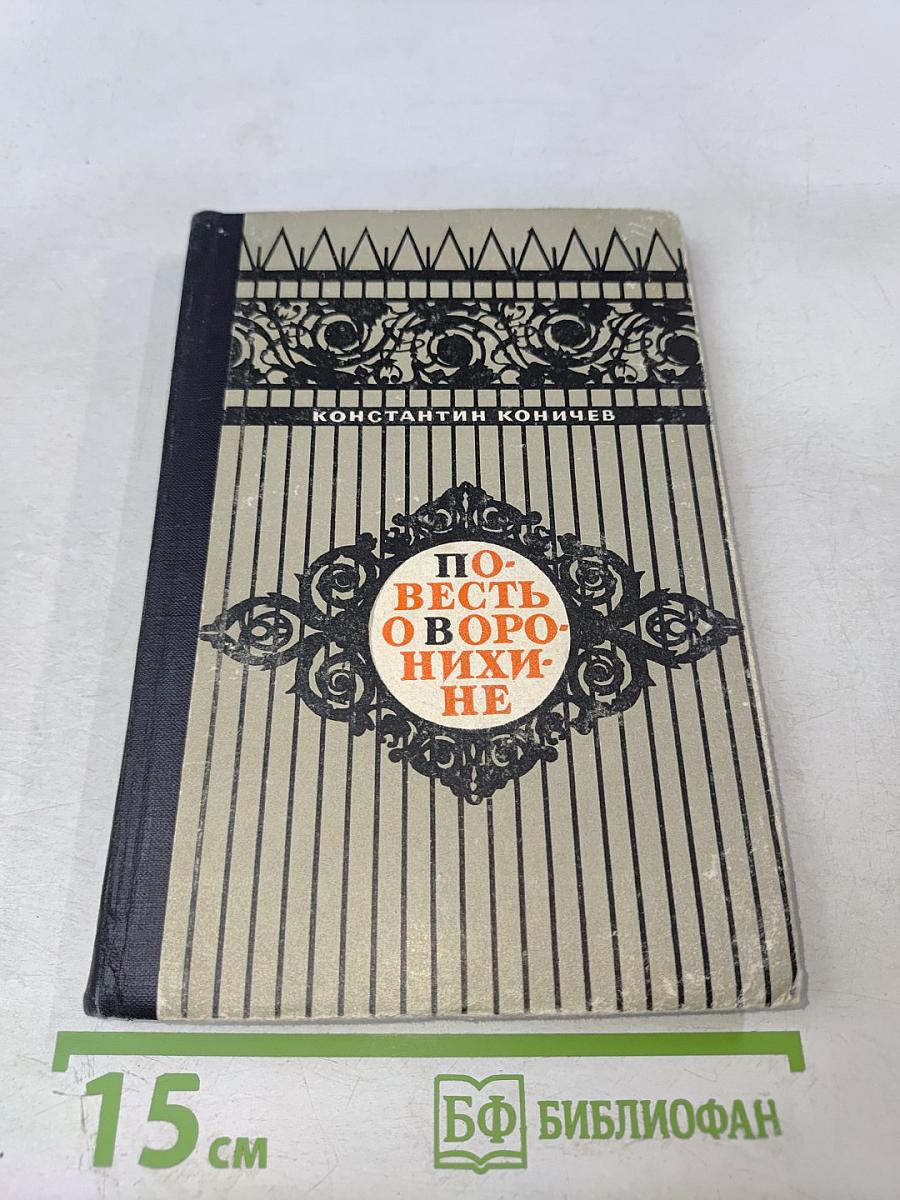 КОНСТАНТИН КОНИЧЕВ
ПО-
ВЕСТЬ
О ВОРО-
НИХИ-
НЕ
15 см
БФ БИБЛИОФАН